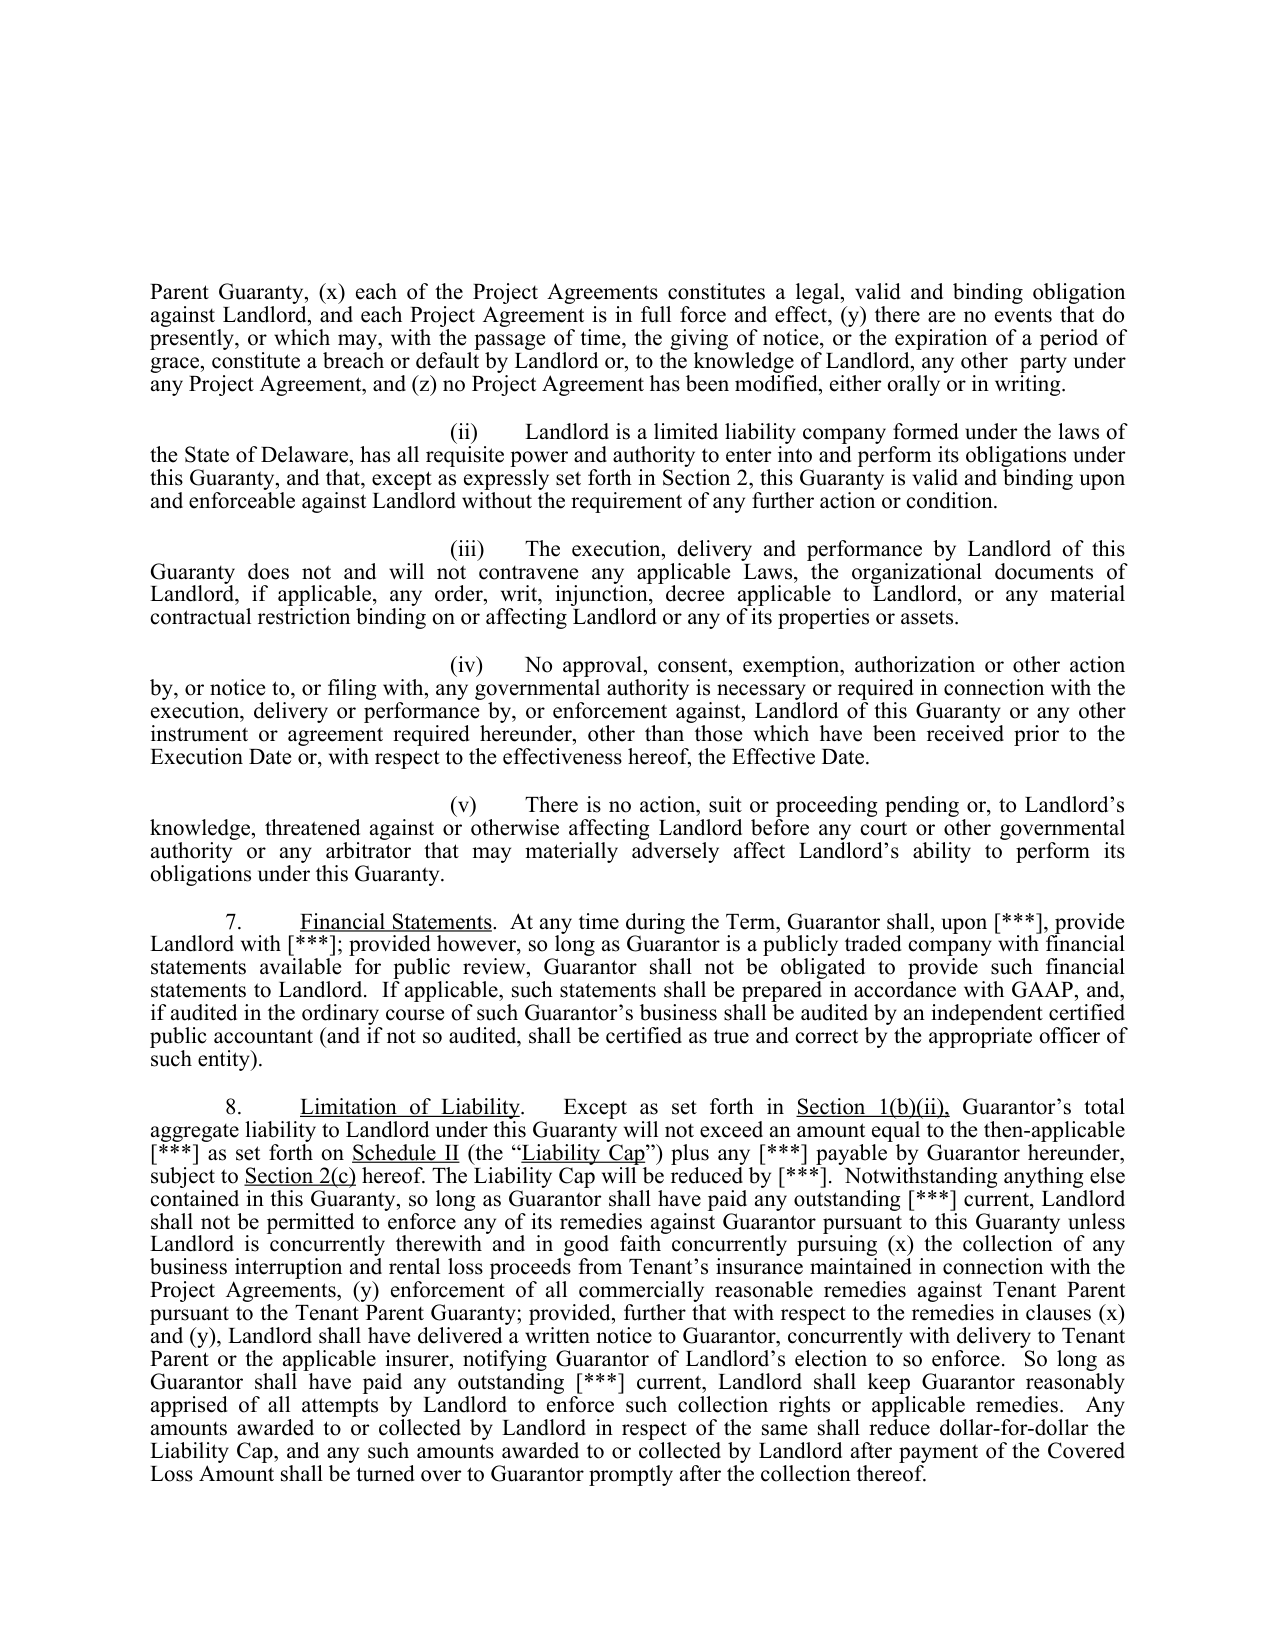 Parent Guaranty, (x) each of the Project Agreements constitutes a legal, valid and binding obligation
against Landlord, and each Project Agreement is in full force and effect, (y) there are no events that do
presently, or which may, with the passage of time, the giving of notice, or the expiration of a period of
grace, constitute a breach or default by Landlord or, to the knowledge of Landlord, any other party under
any Project Agreement, and (z) no Project Agreement has been modified, either orally or in writing.
(ii) Landlord is a limited liability company formed under the laws of
the State of Delaware, has all requisite power and authority to enter into and perform its obligations under
this Guaranty, and that, except as expressly set forth in Section 2, this Guaranty is valid and binding upon
and enforceable against Landlord without the requirement of any further action or condition.
(iii) The execution, delivery and performance by Landlord of this
Guaranty does not and will not contravene any applicable Laws, the organizational documents of
Landlord, if applicable, any order, writ, injunction, decree applicable to Landlord, or any material
contractual restriction binding on or affecting Landlord or any of its properties or assets.
(iv) No approval, consent, exemption, authorization or other action
by, or notice to, or filing with, any governmental authority is necessary or required in connection with the
execution, delivery or performance by, or enforcement against, Landlord of this Guaranty or any other
instrument or agreement required hereunder, other than those which have been received prior to the
Execution Date or, with respect to the effectiveness hereof, the Effective Date.
(v) There is no action, suit or proceeding pending or, to Landlord’s
knowledge, threatened against or otherwise affecting Landlord before any court or other governmental
authority or any arbitrator that may materially adversely affect Landlord’s ability to perform its
obligations under this Guaranty.
7. Financial Statements. At any time during the Term, Guarantor shall, upon [***], provide
Landlord with [***]; provided however, so long as Guarantor is a publicly traded company with financial
statements available for public review, Guarantor shall not be obligated to provide such financial
statements to Landlord. If applicable, such statements shall be prepared in accordance with GAAP, and,
if audited in the ordinary course of such Guarantor’s business shall be audited by an independent certified
public accountant (and if not so audited, shall be certified as true and correct by the appropriate officer of
such entity).
8. Limitation of Liability. Except as set forth in Section 1(b)(ii), Guarantor’s total
aggregate liability to Landlord under this Guaranty will not exceed an amount equal to the then-applicable
[***] as set forth on Schedule II (the “Liability Cap”) plus any [***] payable by Guarantor hereunder,
subject to Section 2(c) hereof. The Liability Cap will be reduced by [***]. Notwithstanding anything else
contained in this Guaranty, so long as Guarantor shall have paid any outstanding [***] current, Landlord
shall not be permitted to enforce any of its remedies against Guarantor pursuant to this Guaranty unless
Landlord is concurrently therewith and in good faith concurrently pursuing (x) the collection of any
business interruption and rental loss proceeds from Tenant’s insurance maintained in connection with the
Project Agreements, (y) enforcement of all commercially reasonable remedies against Tenant Parent
pursuant to the Tenant Parent Guaranty; provided, further that with respect to the remedies in clauses (x)
and (y), Landlord shall have delivered a written notice to Guarantor, concurrently with delivery to Tenant
Parent or the applicable insurer, notifying Guarantor of Landlord’s election to so enforce. So long as
Guarantor shall have paid any outstanding [***] current, Landlord shall keep Guarantor reasonably
apprised of all attempts by Landlord to enforce such collection rights or applicable remedies. Any
amounts awarded to or collected by Landlord in respect of the same shall reduce dollar-for-dollar the
Liability Cap, and any such amounts awarded to or collected by Landlord after payment of the Covered
Loss Amount shall be turned over to Guarantor promptly after the collection thereof.